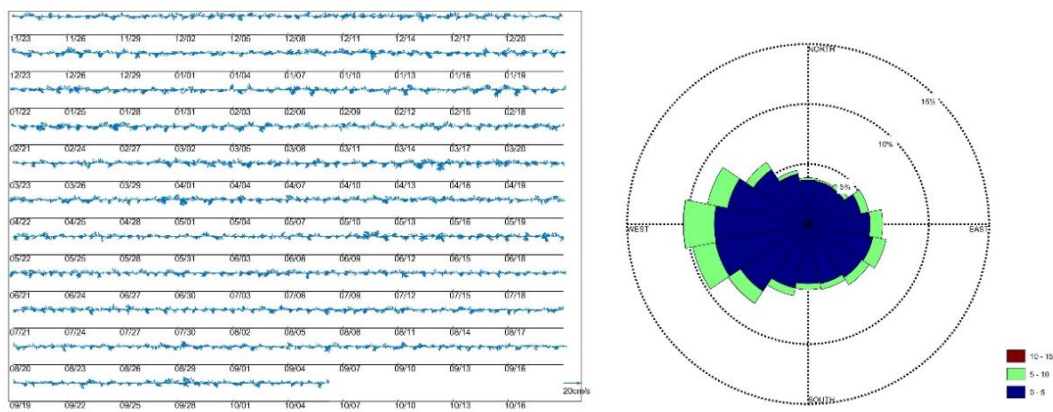 11/23 11/26 11/29 12/02 12/05 12/08 12/11 12/14 12/17 12/20
12/23 12/26 12/29 01/01 01/04 01/07 01/10 01/13 01/16 01/19
01/22 01/25 01/28 01/31 02/03 02/06 02/09 02/12 02/15 02/18
02/21 02/24 02/27 03/02 03/05 03/08 03/11 03/14 03/17 03/20
03/23 03/26 03/29 04/01 04/04 04/07 04/10 04/13 04/16 04/19
04/22 04/25 04/28 05/01 05/04 05/07 05/10 05/13 05/16 05/19
05/22 05/25 05/28 05/31 06/03 06/06 06/09 06/12 06/15 06/18
06/21 06/24 06/27 06/30 07/03 07/06 07/09 07/12 07/15 07/18
07/21 07/24 07/27 07/30 08/02 08/05 08/08 08/11 08/14 08/17
08/20 08/23 08/26 08/29 09/01 09/04 09/07 09/10 09/13 09/16
20cm/s
09/19 09/22 09/25 09/28 10/01 10/04 10/07 10/10 10/13 10/16
NORTH
15%
10%
5%
WEST
EAST
SOUTH
10 - 15
5 - 10
0 - 5